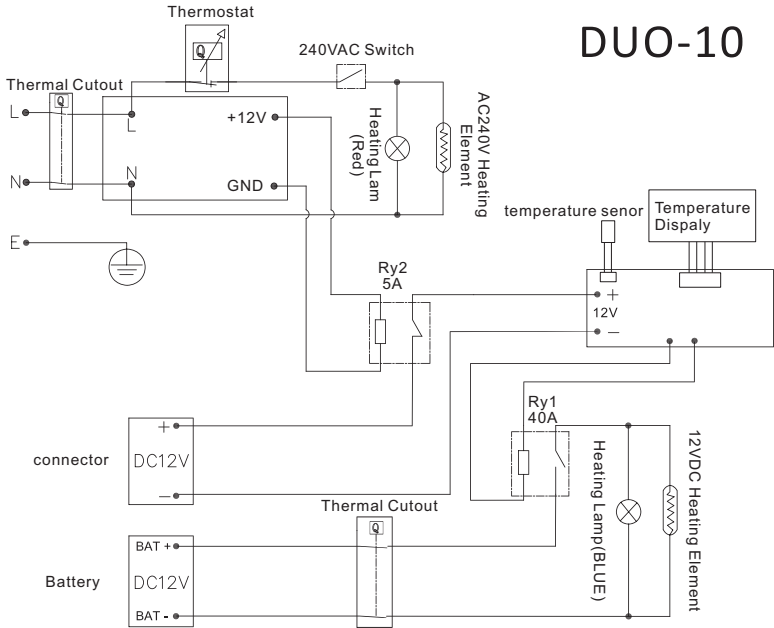 DUO-10
Thermostat
Q
240VAC Switch
Thermal Cutout
Q
L
L
+12V
N
N
GND
E
Heating Lam
(Red)
AC240V Heating
Element
temperature senor
Temperature
Dispaly
+
12V
−
Ry2
5A
Ry1
40A
connector
+
DC12V
−
Thermal Cutout
Q
Battery
BAT +
DC12V
BAT -
Heating Lamp(BLUE)
12VDC Heating Element